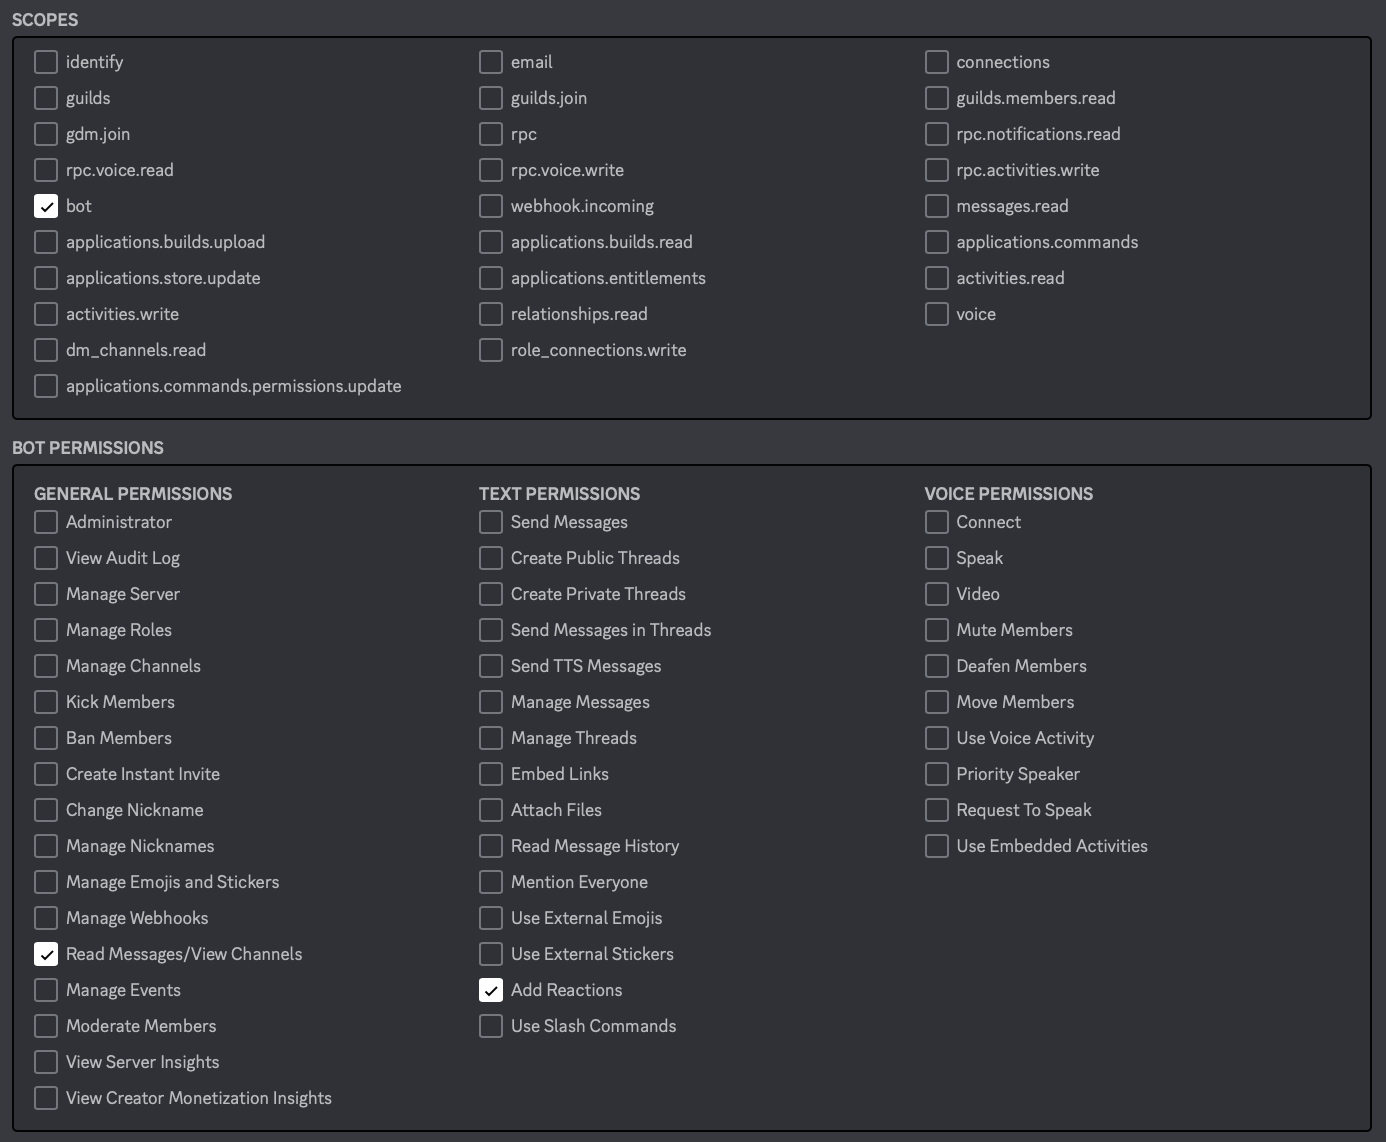 SCOPES
identify email connections
guilds guilds.join guilds.members.read
gdm.join rpc rpc.notifications.read
rpc.voice.read rpc.voice.write rpc.activities.write
bot webhook.incoming messages.read
applications.builds.upload applications.builds.read applications.commands
applications.store.update applications.entitlements activities.read
activities.write relationships.read voice
dm_channels.read role_connections.write
applications.commands.permissions.update
BOT PERMISSIONS
GENERAL PERMISSIONS
Administrator
View Audit Log
Manage Server
Manage Roles
Manage Channels
Kick Members
Ban Members
Create Instant Invite
Change Nickname
Manage Nicknames
Manage Emojis and Stickers
Manage Webhooks
Read Messages/View Channels
Manage Events
Moderate Members
View Server Insights
View Creator Monetization Insights
TEXT PERMISSIONS
Send Messages
Create Public Threads
Create Private Threads
Send Messages in Threads
Send TTS Messages
Manage Messages
Manage Threads
Embed Links
Attach Files
Read Message History
Mention Everyone
Use External Emojis
Use External Stickers
Add Reactions
Use Slash Commands
VOICE PERMISSIONS
Connect
Speak
Video
Mute Members
Deafen Members
Move Members
Use Voice Activity
Priority Speaker
Request To Speak
Use Embedded Activities